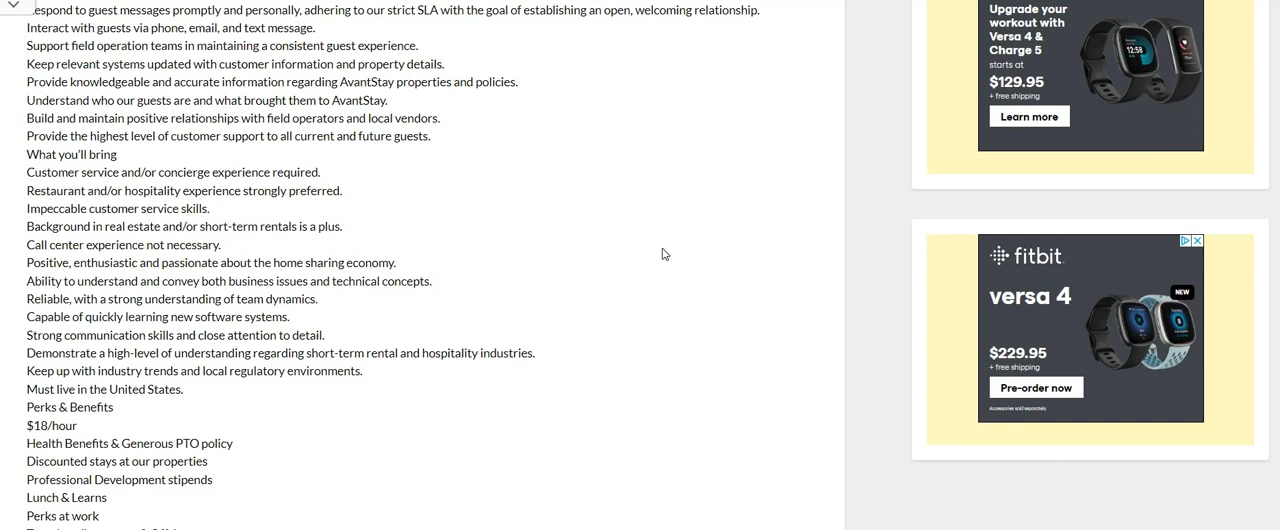 espond to guest messages promptly and personally, adhering to our strict SLA with the goal of establishing an open, welcoming relationship.
Interact with guests via phone, email, and text message.
Support field operation teams in maintaining a consistent guest experience.
Keep relevant systems updated with customer information and property details.
Provide knowledgeable and accurate information regarding AvantStay properties and policies.
Understand who our guests are and what brought them to AvantStay.
Build and maintain positive relationships with field operators and local vendors.
Provide the highest level of customer support to all current and future guests.
What you'll bring
Customer service and/or concierge experience required.
Restaurant and/or hospitality experience strongly preferred.
Impeccable customer service skills.
Background in real estate and/or short-term rentals is a plus.
Call center experience not necessary.
Positive, enthusiastic and passionate about the home sharing economy.
Ability to understand and convey both business issues and technical concepts.
Reliable, with a strong understanding of team dynamics.
Capable of quickly learning new software systems.
Strong communication skills and close attention to detail.
Demonstrate a high-level of understanding regarding short-term rental and hospitality industries.
Keep up with industry trends and local regulatory environments.
Must live in the United States.
Perks & Benefits
$18/hour
Health Benefits & Generous PTO policy
Discounted stays at our properties
Professional Development stipends
Lunch & Learns
Perks at work
Upgrade your
workout with
Versa 4 &
Charge 5
starts at
$129.95
+ free shipping
Learn more
12:58
fitbit
versa 4
NEW
$229.95
+ free shipping
Pre-order now
Accessories sold separately.